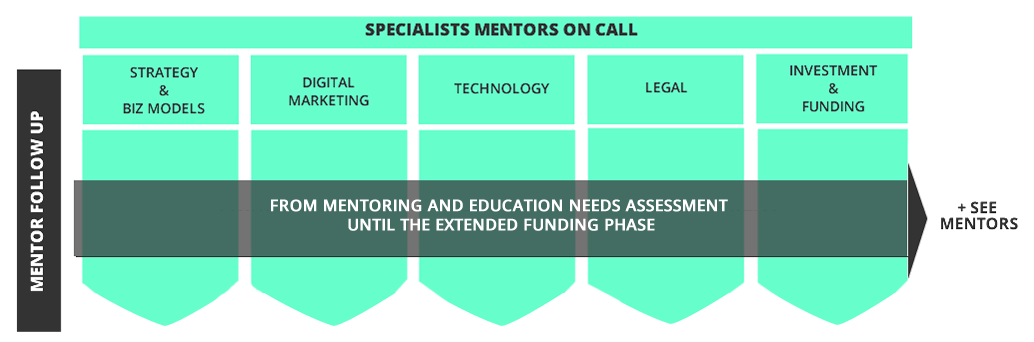 SPECIALISTS MENTORS ON CALL
STRATEGY
&
BIZ MODELS
DIGITAL
MARKETING
TECHNOLOGY
LEGAL
INVESTMENT
&
FUNDING
MENTOR FOLLOW UP
FROM MENTORING AND EDUCATION NEEDS ASSESSMENT
UNTIL THE EXTENDED FUNDING PHASE
+ SEE
MENTORS